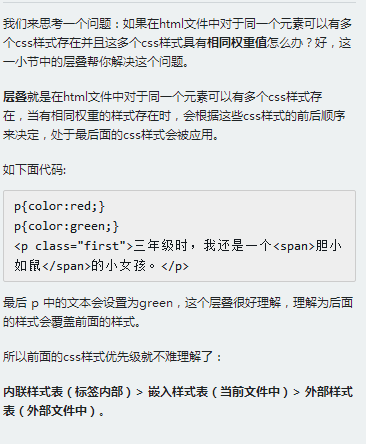 我们来思考一个问题：如果在html文件中对于同一个元素可以有多
个css样式存在并且这多个css样式具有相同权重值怎么办？好，这
一小节中的层叠帮你解决这个问题。
层叠就是在html文件中对于同一个元素可以有多个css样式存
在，当有相同权重的样式存在时，会根据这些css样式的前后顺序
来决定，处于最后面的css样式会被应用。
如下面代码:
p{color:red;}
p{color:green;}
<p class="first">三年级时，我还是一个<span>胆小
如鼠</span>的小女孩。</p>
最后 p 中的文本会设置为green，这个层叠很好理解，理解为后面
的样式会覆盖前面的样式。
所以前面的css样式优先级就不难理解了：
内联样式表（标签内部）> 嵌入样式表（当前文件中）> 外部样式
表（外部文件中）。